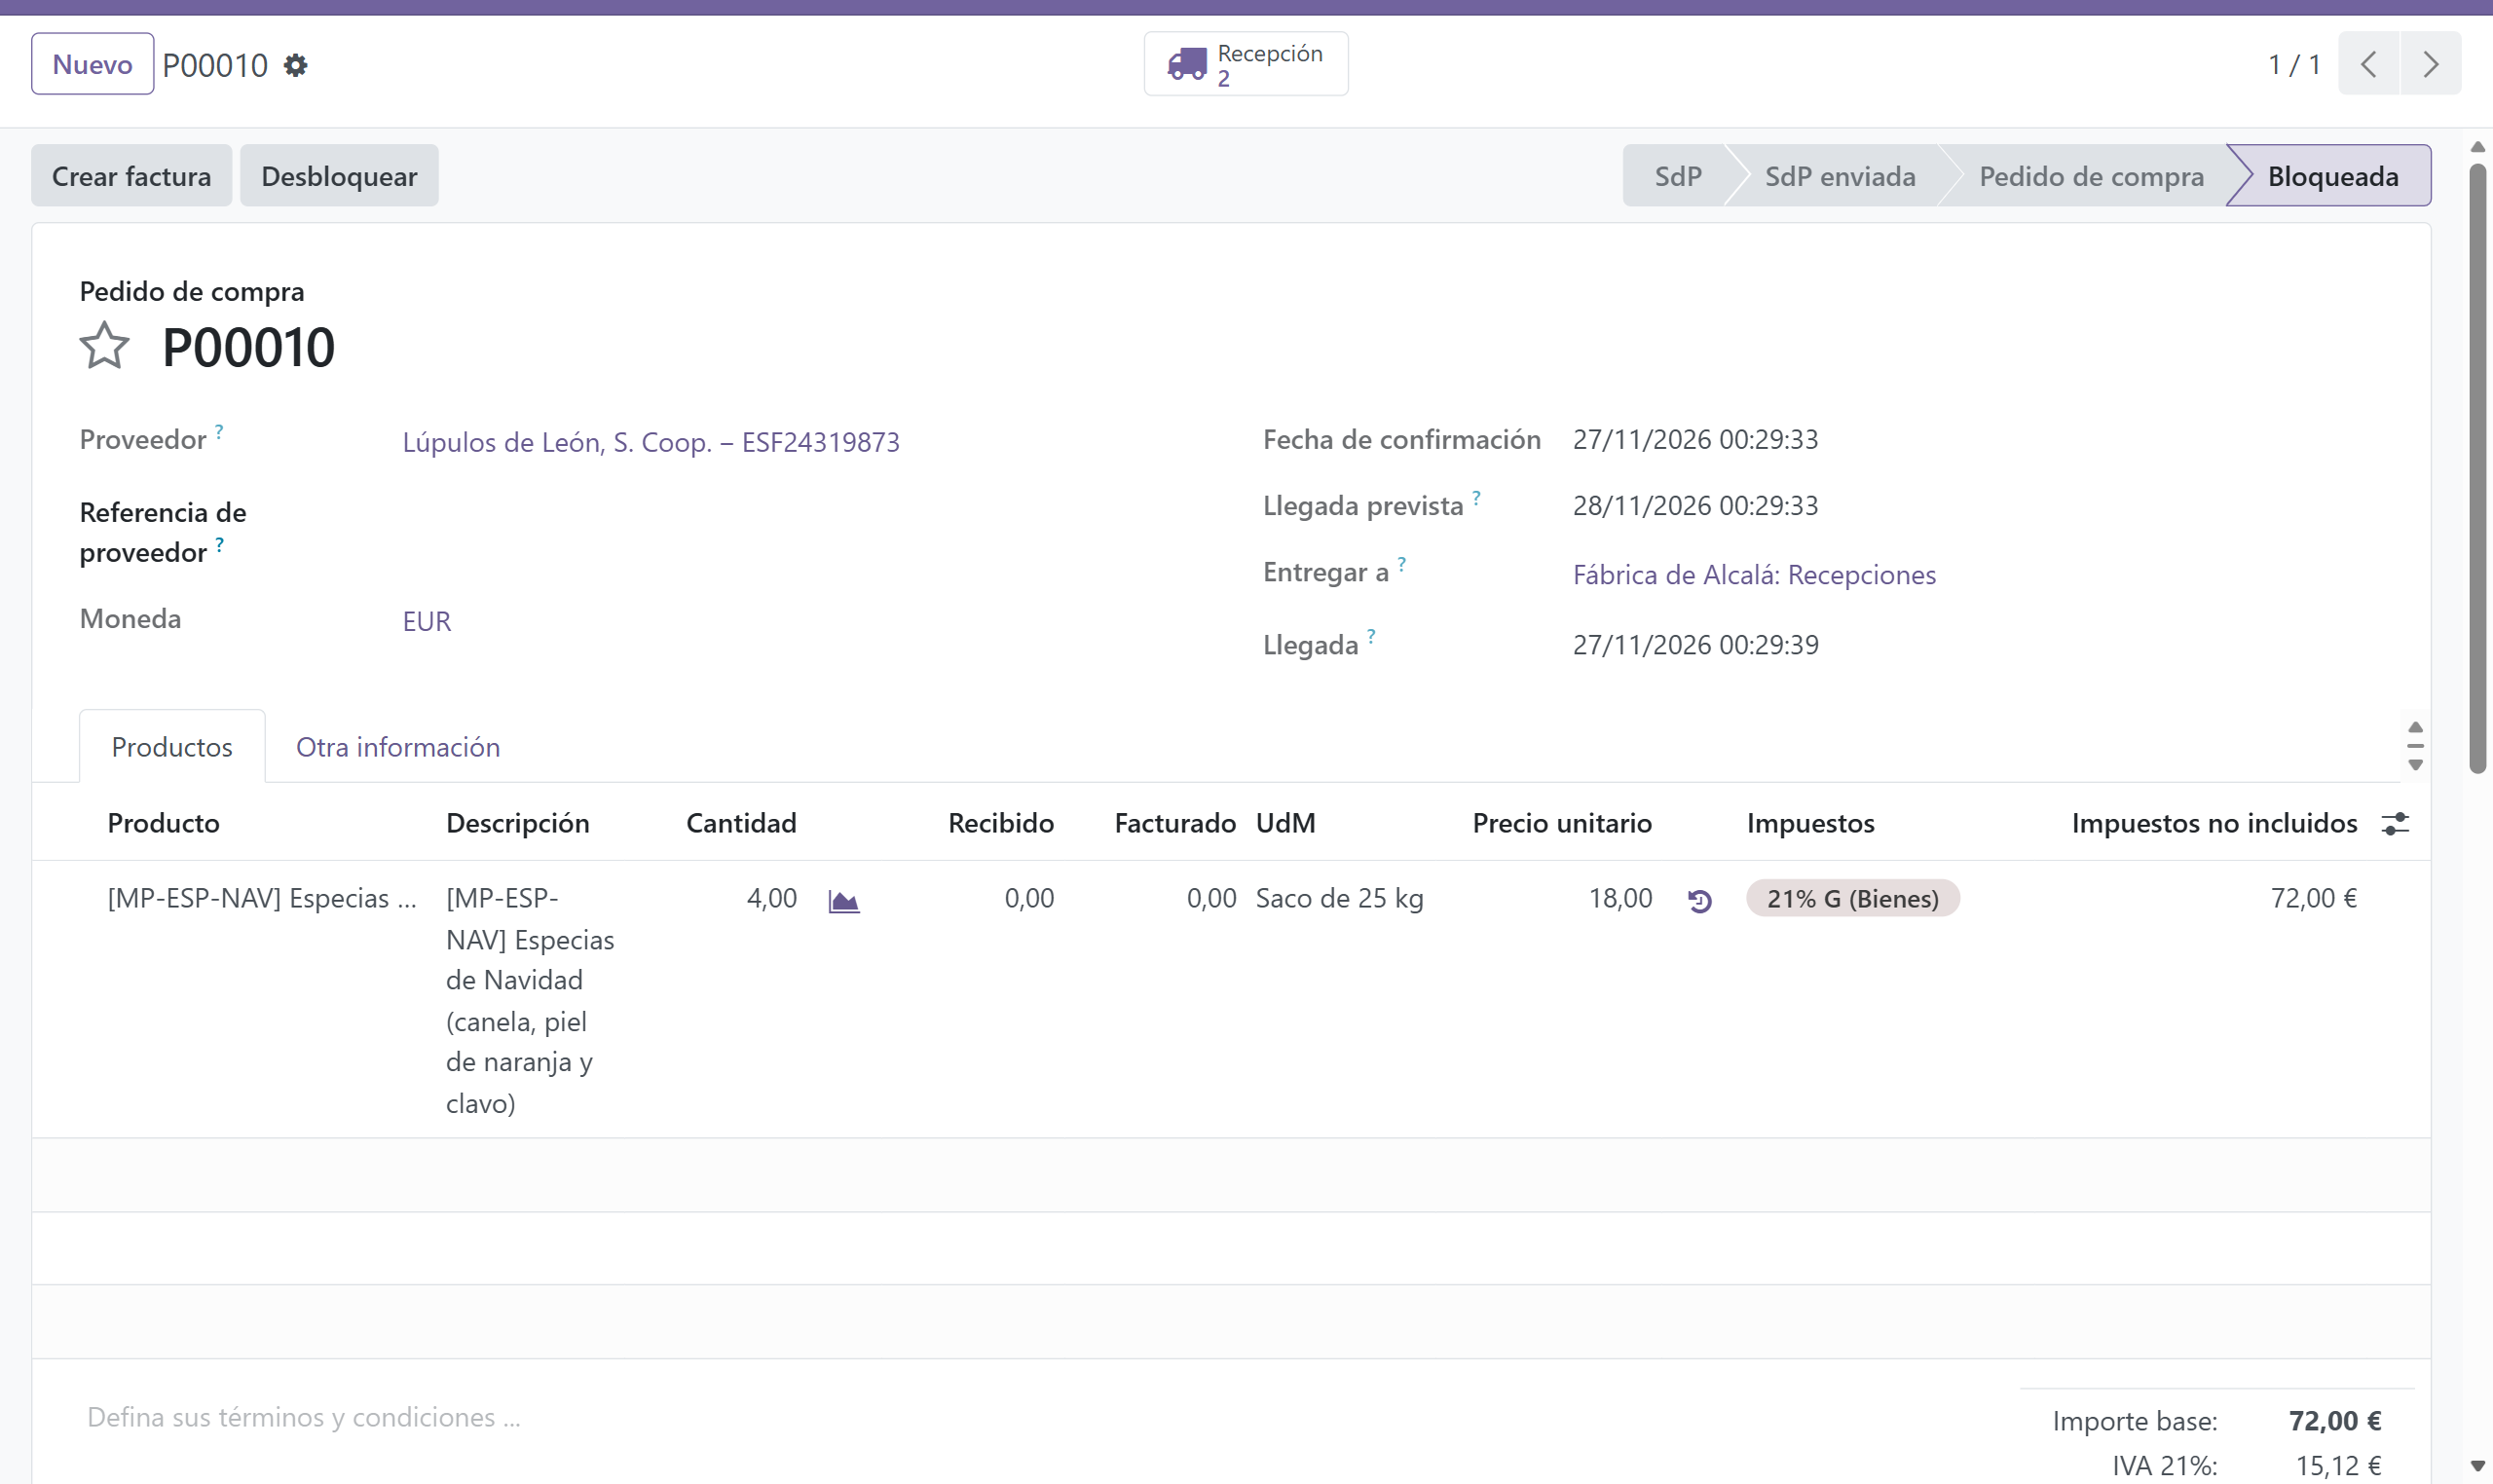 Nuevo P00010
Recepción
2
1 / 1
Crear factura
Desbloquear
SdP
SdP enviada
Pedido de compra
Bloqueada
Pedido de compra
P00010
Proveedor ?
Lúpulos de León, S. Coop. – ESF24319873
Referencia de
proveedor ?
Moneda
EUR
Fecha de confirmación
27/11/2026 00:29:33
Llegada prevista ?
28/11/2026 00:29:33
Entregar a ?
Fábrica de Alcalá: Recepciones
Llegada ?
27/11/2026 00:29:39
Productos
Otra información
Producto Descripción Cantidad Recibido Facturado UdM Precio unitario Impuestos Impuestos no incluidos
[MP-ESP-NAV] Especias ...
[MP-ESP-
NAV] Especias
de Navidad
(canela, piel
de naranja y
clavo)
4,00
0,00
0,00
Saco de 25 kg
18,00
21% G (Bienes)
72,00 €
Defina sus términos y condiciones ...
Importe base: 72,00 €
IVA 21%: 15,12 €